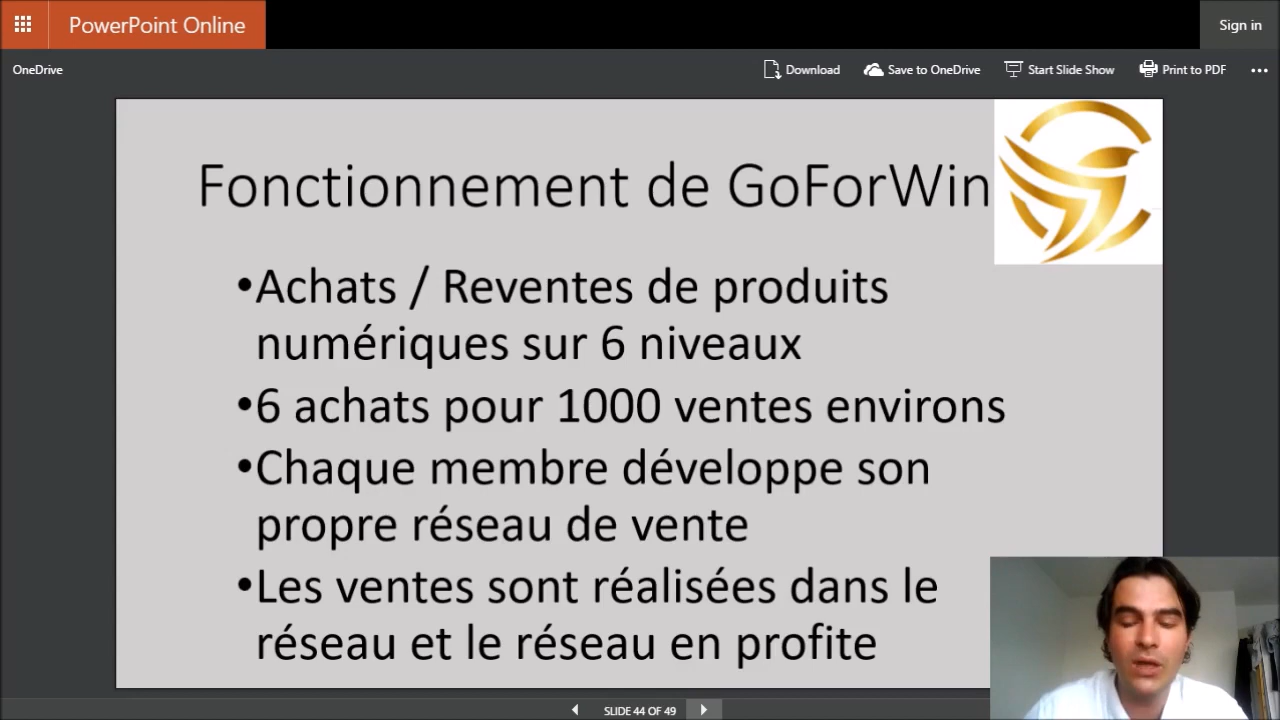 PowerPoint Online
Sign in
OneDrive
Download
Save to OneDrive
Start Slide Show
Print to PDF
Fonctionnement de GoForWin
•Achats / Reventes de produits
numériques sur 6 niveaux
•6 achats pour 1000 ventes environs
•Chaque membre développe son
propre réseau de vente
•Les ventes sont réalisées dans le
réseau et le réseau en profite
SLIDE 44 OF 49